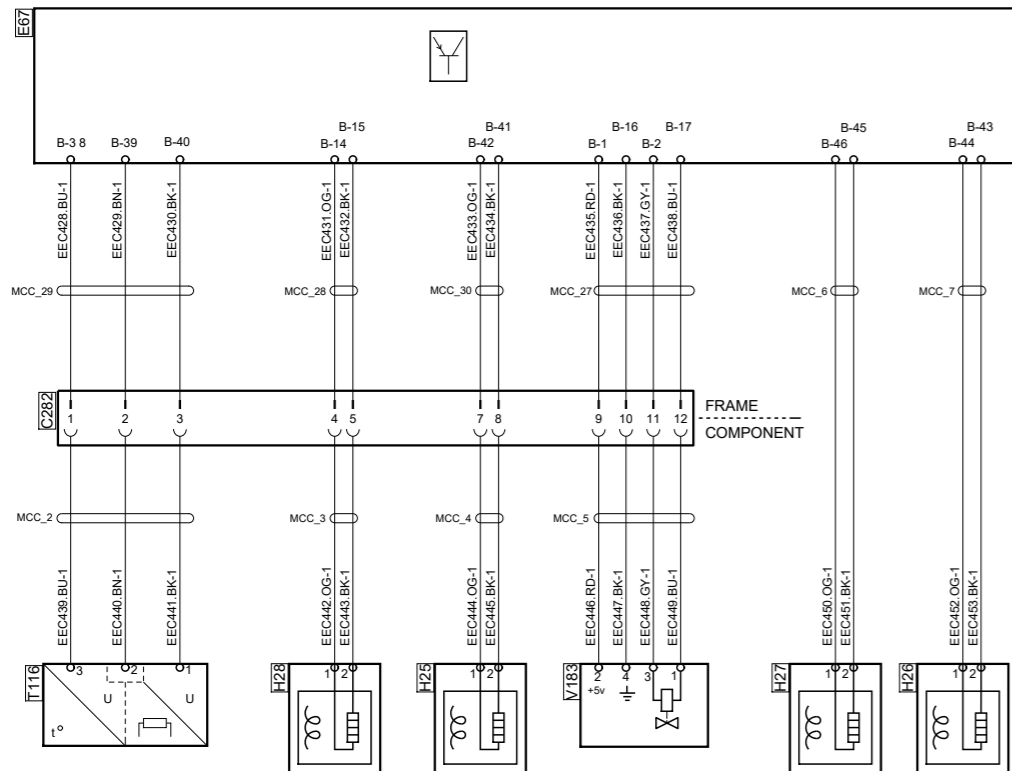 E67
B-15 B-41 B-16 B-17 B-45 B-43
B-3 8 B-39 B-40 B-14 B-42 B-1 B-2 B-46 B-44
EEC428.BU-1
EEC429.BN-1
EEC430.BK-1
EEC431.OG-1
EEC432.BK-1
EEC433.OG-1
EEC434.BK-1
EEC435.RD-1
EEC436.BK-1
EEC437.GY-1
EEC438.BU-1
MCC_29 MCC_28 MCC_30 MCC_27 MCC_6 MCC_7
C282
1 2 3 4 5 7 8 9 10 11 12
FRAME
COMPONENT
MCC_2 MCC_3 MCC_4 MCC_5
EEC439.BU-1
EEC440.BN-1
EEC441.BK-1
EEC442.OG-1
EEC443.BK-1
EEC444.OG-1
EEC445.BK-1
EEC446.RD-1
EEC447.BK-1
EEC448.GY-1
EEC449.BU-1
EEC450.OG-1
EEC451.BK-1
EEC452.OG-1
EEC453.BK-1
T116
3 2 1
U U
t°
H28
1 2
H25
1 2
V183
2 4 3 1
+5v
H27
1 2
H26
1 2